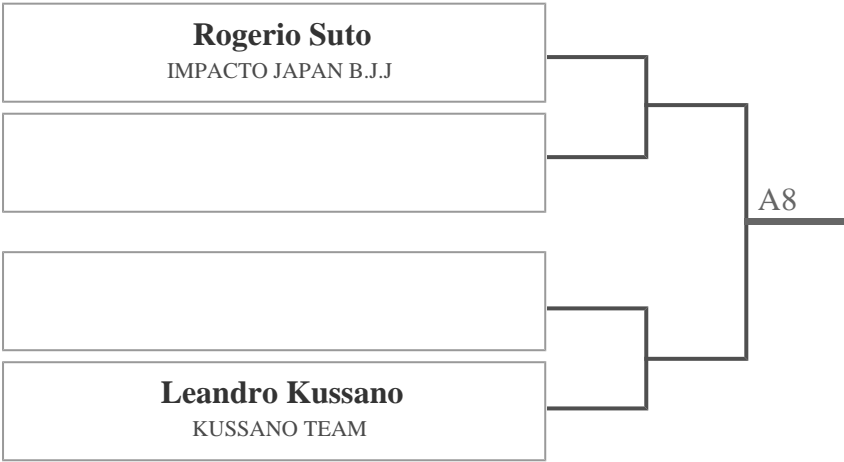 Rogerio Suto
IMPACTO JAPAN B.J.J
A8
Leandro Kussano
KUSSANO TEAM